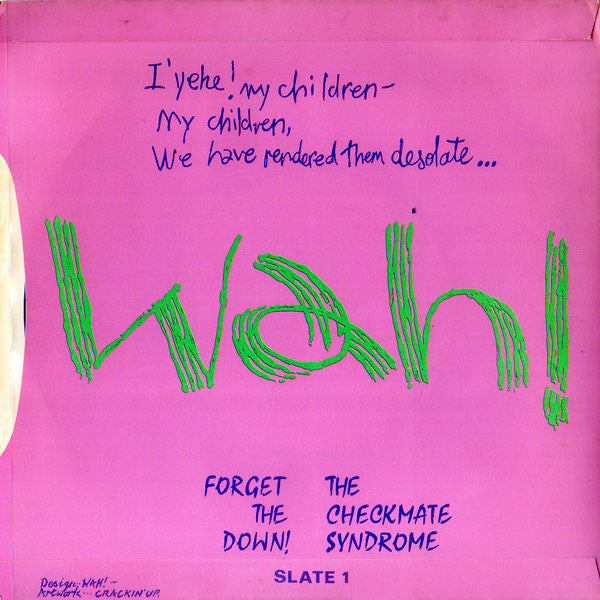 I'yehe! my children-
My children,
We have rendered them desolate...
Wah!
FORGET THE
THE CHECKMATE
DOWN! SYNDROME
SLATE 1
Design:-WAH!-
Artwork...CRACKIN'UP.